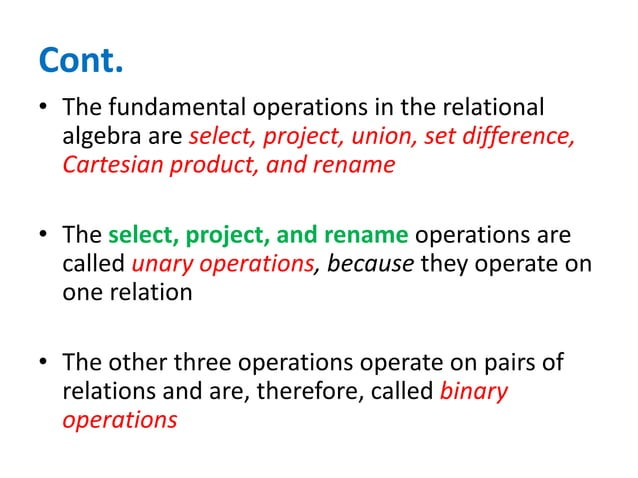 Cont.
• The fundamental operations in the relational
algebra are select, project, union, set difference,
Cartesian product, and rename
• The select, project, and rename operations are
called unary operations, because they operate on
one relation
• The other three operations operate on pairs of
relations and are, therefore, called binary
operations